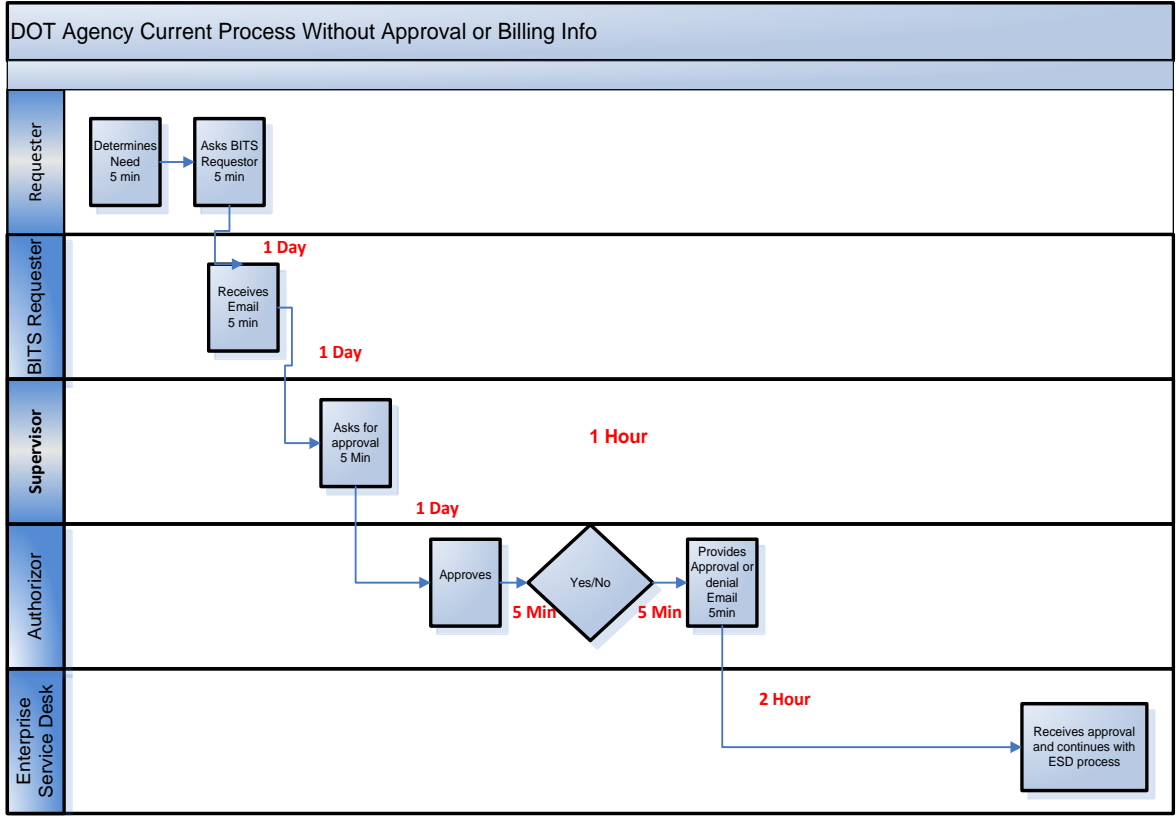 DOT Agency Current Process Without Approval or Billing Info
Requester
Determines
Need
5 min
Asks BITS
Requestor
5 min
BITS Requester
1 Day
Receives
Email
5 min
1 Day
Supervisor
Asks for
approval
5 Min
1 Hour
1 Day
Authorizor
Approves
5 Min
Yes/No
5 Min
Provides
Approval or
denial
Email
5min
Enterprise
Service Desk
2 Hour
Receives approval
and continues with
ESD process